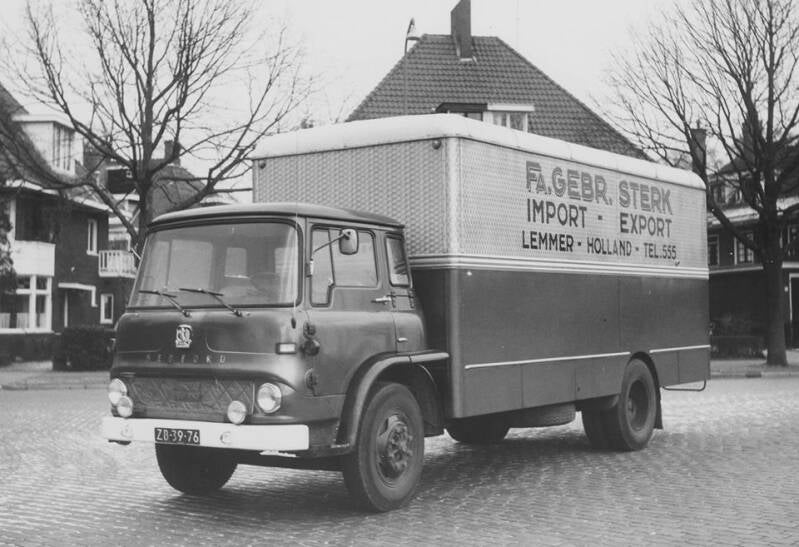 FA. GEBR. STERK
IMPORT - EXPORT
LEMMER - HOLLAND - TEL. 555
BEDFORD
ZB-39-76